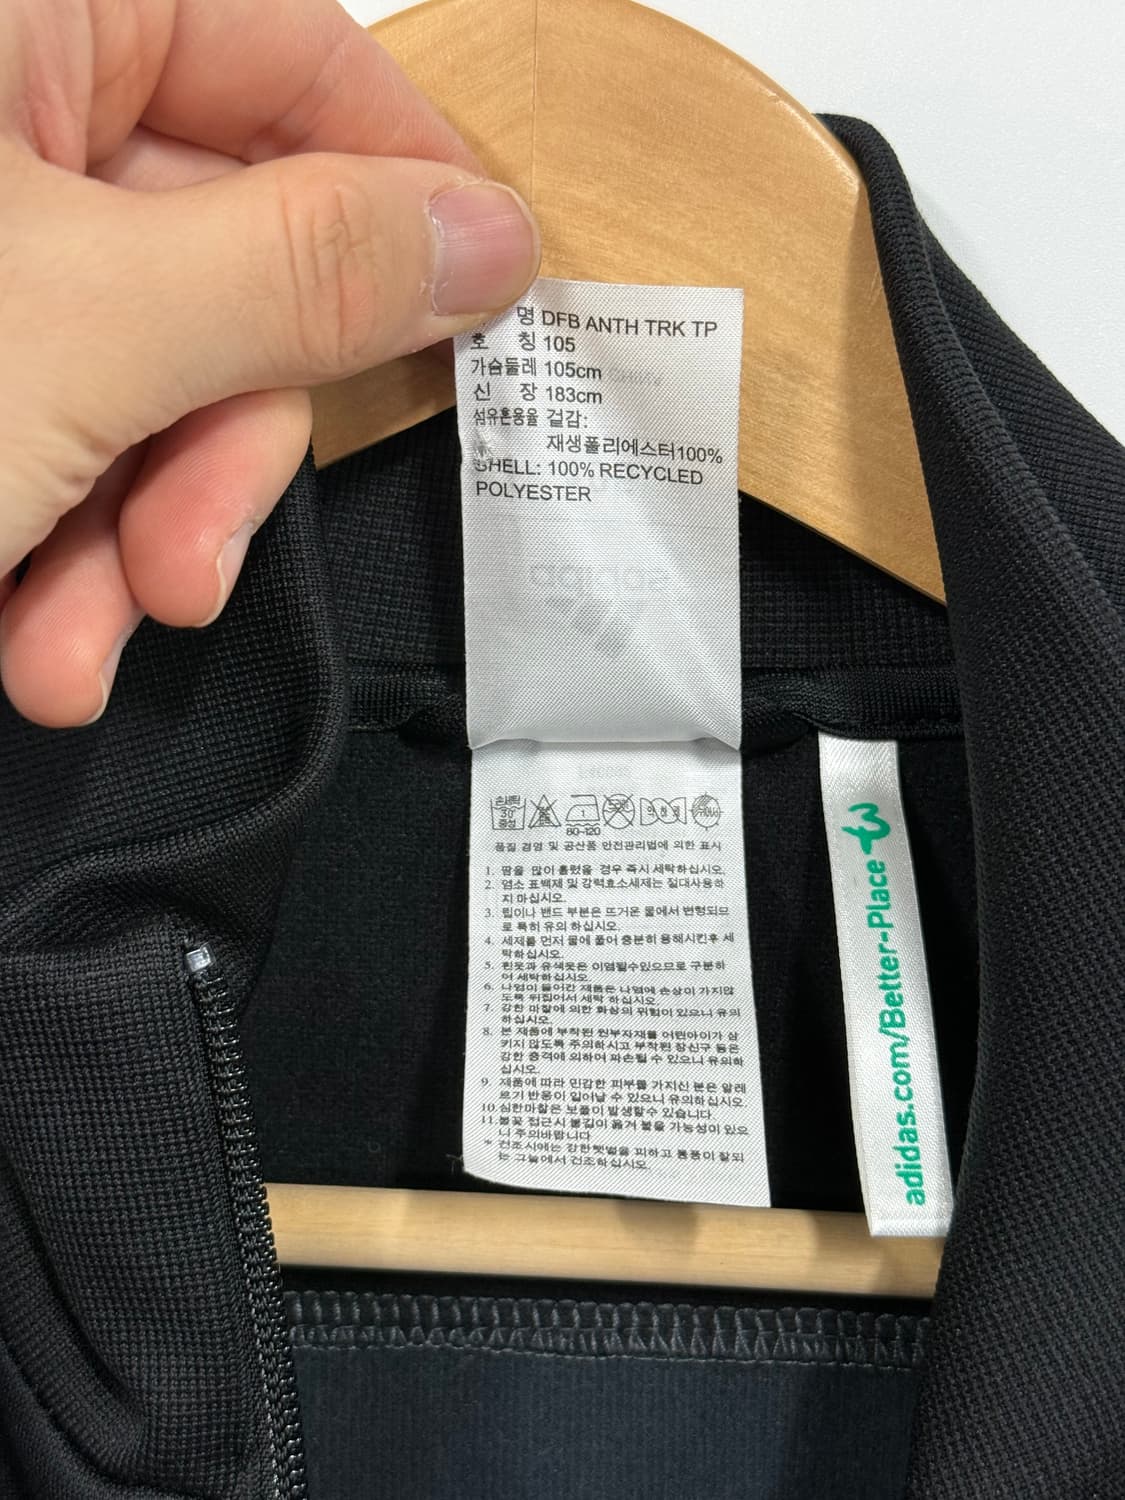 명 DFB ANTH TRK TP
호 칭 105
가슴둘레 105cm
신 장 183cm
섬유혼용율 겉감:
재생폴리에스터100%
SHELL: 100% RECYCLED
POLYESTER
손세탁
30°
중성
1
80~120
품질 경영 및 공산품 안전관리법에 의한 표시
1. 땀을 많이 흘렸을 경우 즉시 세탁하십시오.
2. 염소 표백제 및 강력효소세제는 절대사용하
지 마십시오.
3. 립이나 밴드 부분은 뜨거운 물에서 변형되므
로 특히 유의 하십시오.
4. 세제를 먼저 물에 풀어 충분히 용해시킨후 세
탁하십시오.
5. 흰옷과 유색옷은 이염될수있으므로 구분하
여 세탁하십시오.
6. 나염이 들어간 제품은 나염에 손상이 가지않
도록 뒤집어서 세탁 하십시오.
7. 강한 마찰에 의한 화상의 위험이 있으니 유의
하십시오.
8. 본 제품에 부착된 원부자재를 어린아이가 삼
키지 않도록 주의하시고 부착된 장신구 등은
강한 충격에 의하여 파손될 수 있으니 유의하
십시오.
9. 제품에 따라 민감한 피부를 가지신 분은 알레
르기 반응이 일어날 수 있으니 유의하십시오.
10. 심한마찰은 보풀이 발생할수 있습니다.
11. 불꽃 접근시 불길이 옮겨 붙을 가능성이 있으
니 주의바랍니다
* 건조시에는 강한햇볕을 피하고 통풍이 잘되
는 그늘에서 건조하십시오.
adidas.com/Better-Place